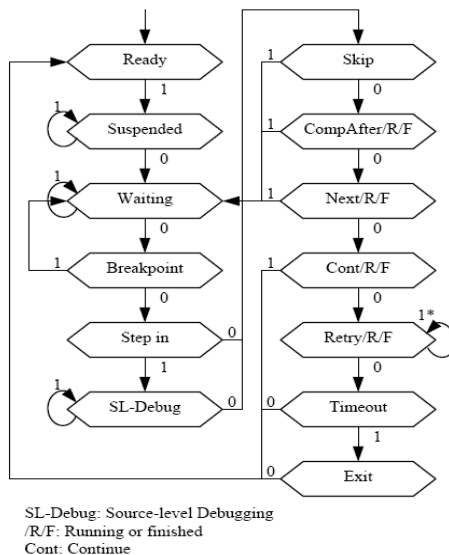 Ready
1
1
Suspended
0
1
Waiting
0
1
Breakpoint
0
Step in
0
1
1
SL-Debug
0
1
Skip
0
1
CompAfter/R/F
0
1
Next/R/F
0
1
Cont/R/F
0
1*
Retry/R/F
0
0
Timeout
1
0
Exit
SL-Debug: Source-level Debugging
/R/F: Running or finished
Cont: Continue